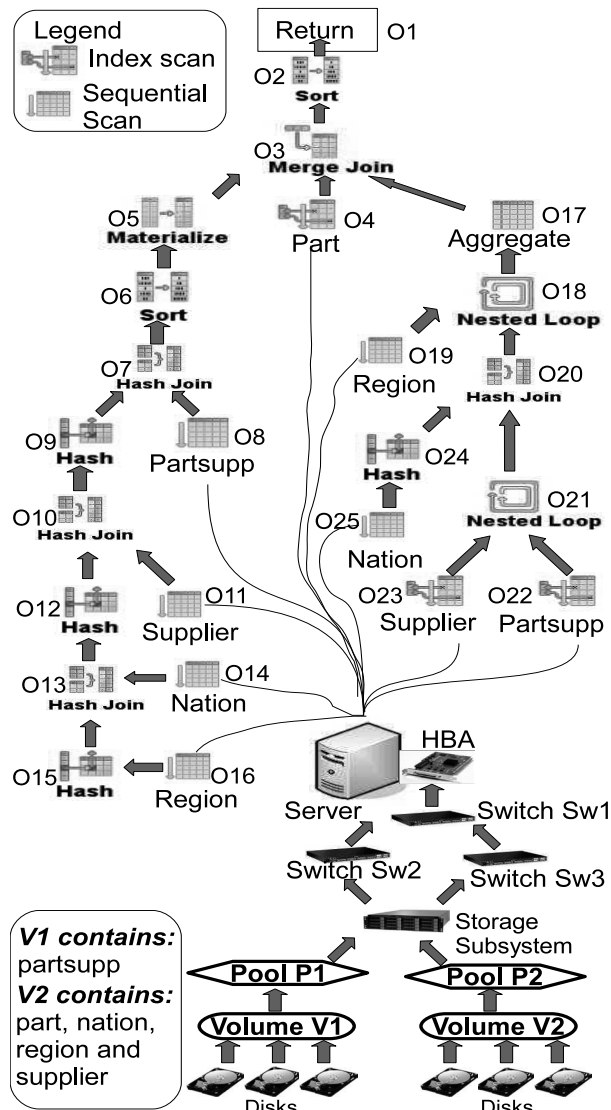 Legend
Index scan
Sequential
Scan
Return O1
O2
Sort
O3
Merge Join
O4
Part
O5
Materialize
O6
Sort
O7
Hash Join
O8
Partsupp
O9
Hash
O10
Hash Join
O11
Supplier
O12
Hash
O13
Hash Join
O14
Nation
O15
Hash
O16
Region
O17
Aggregate
O18
Nested Loop
O19
Region
O20
Hash Join
O24
Hash
O21
Nested Loop
O25
Nation
O23
Supplier
O22
Partsupp
HBA
Server
Switch Sw1
Switch Sw2
Switch Sw3
Storage
Subsystem
Pool P1
Pool P2
Volume V1
Volume V2
Disks
Disks
V1 contains:
partsupp
V2 contains:
part, nation,
region and
supplier